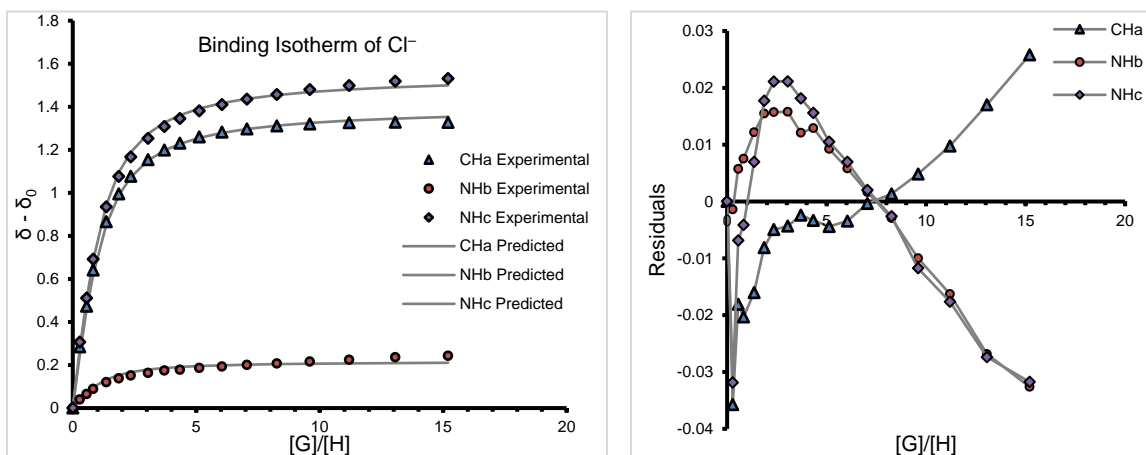 Binding Isotherm of Cl⁻
δ - δ0
1.8
1.6
1.4
1.2
1
0.8
0.6
0.4
0.2
0
0
5
10
15
20
[G]/[H]
CHa Experimental
NHb Experimental
NHc Experimental
CHa Predicted
NHb Predicted
NHc Predicted
Residuals
0.03
0.02
0.01
0
-0.01
-0.02
-0.03
-0.04
0
5
10
15
20
[G]/[H]
CHa
NHb
NHc